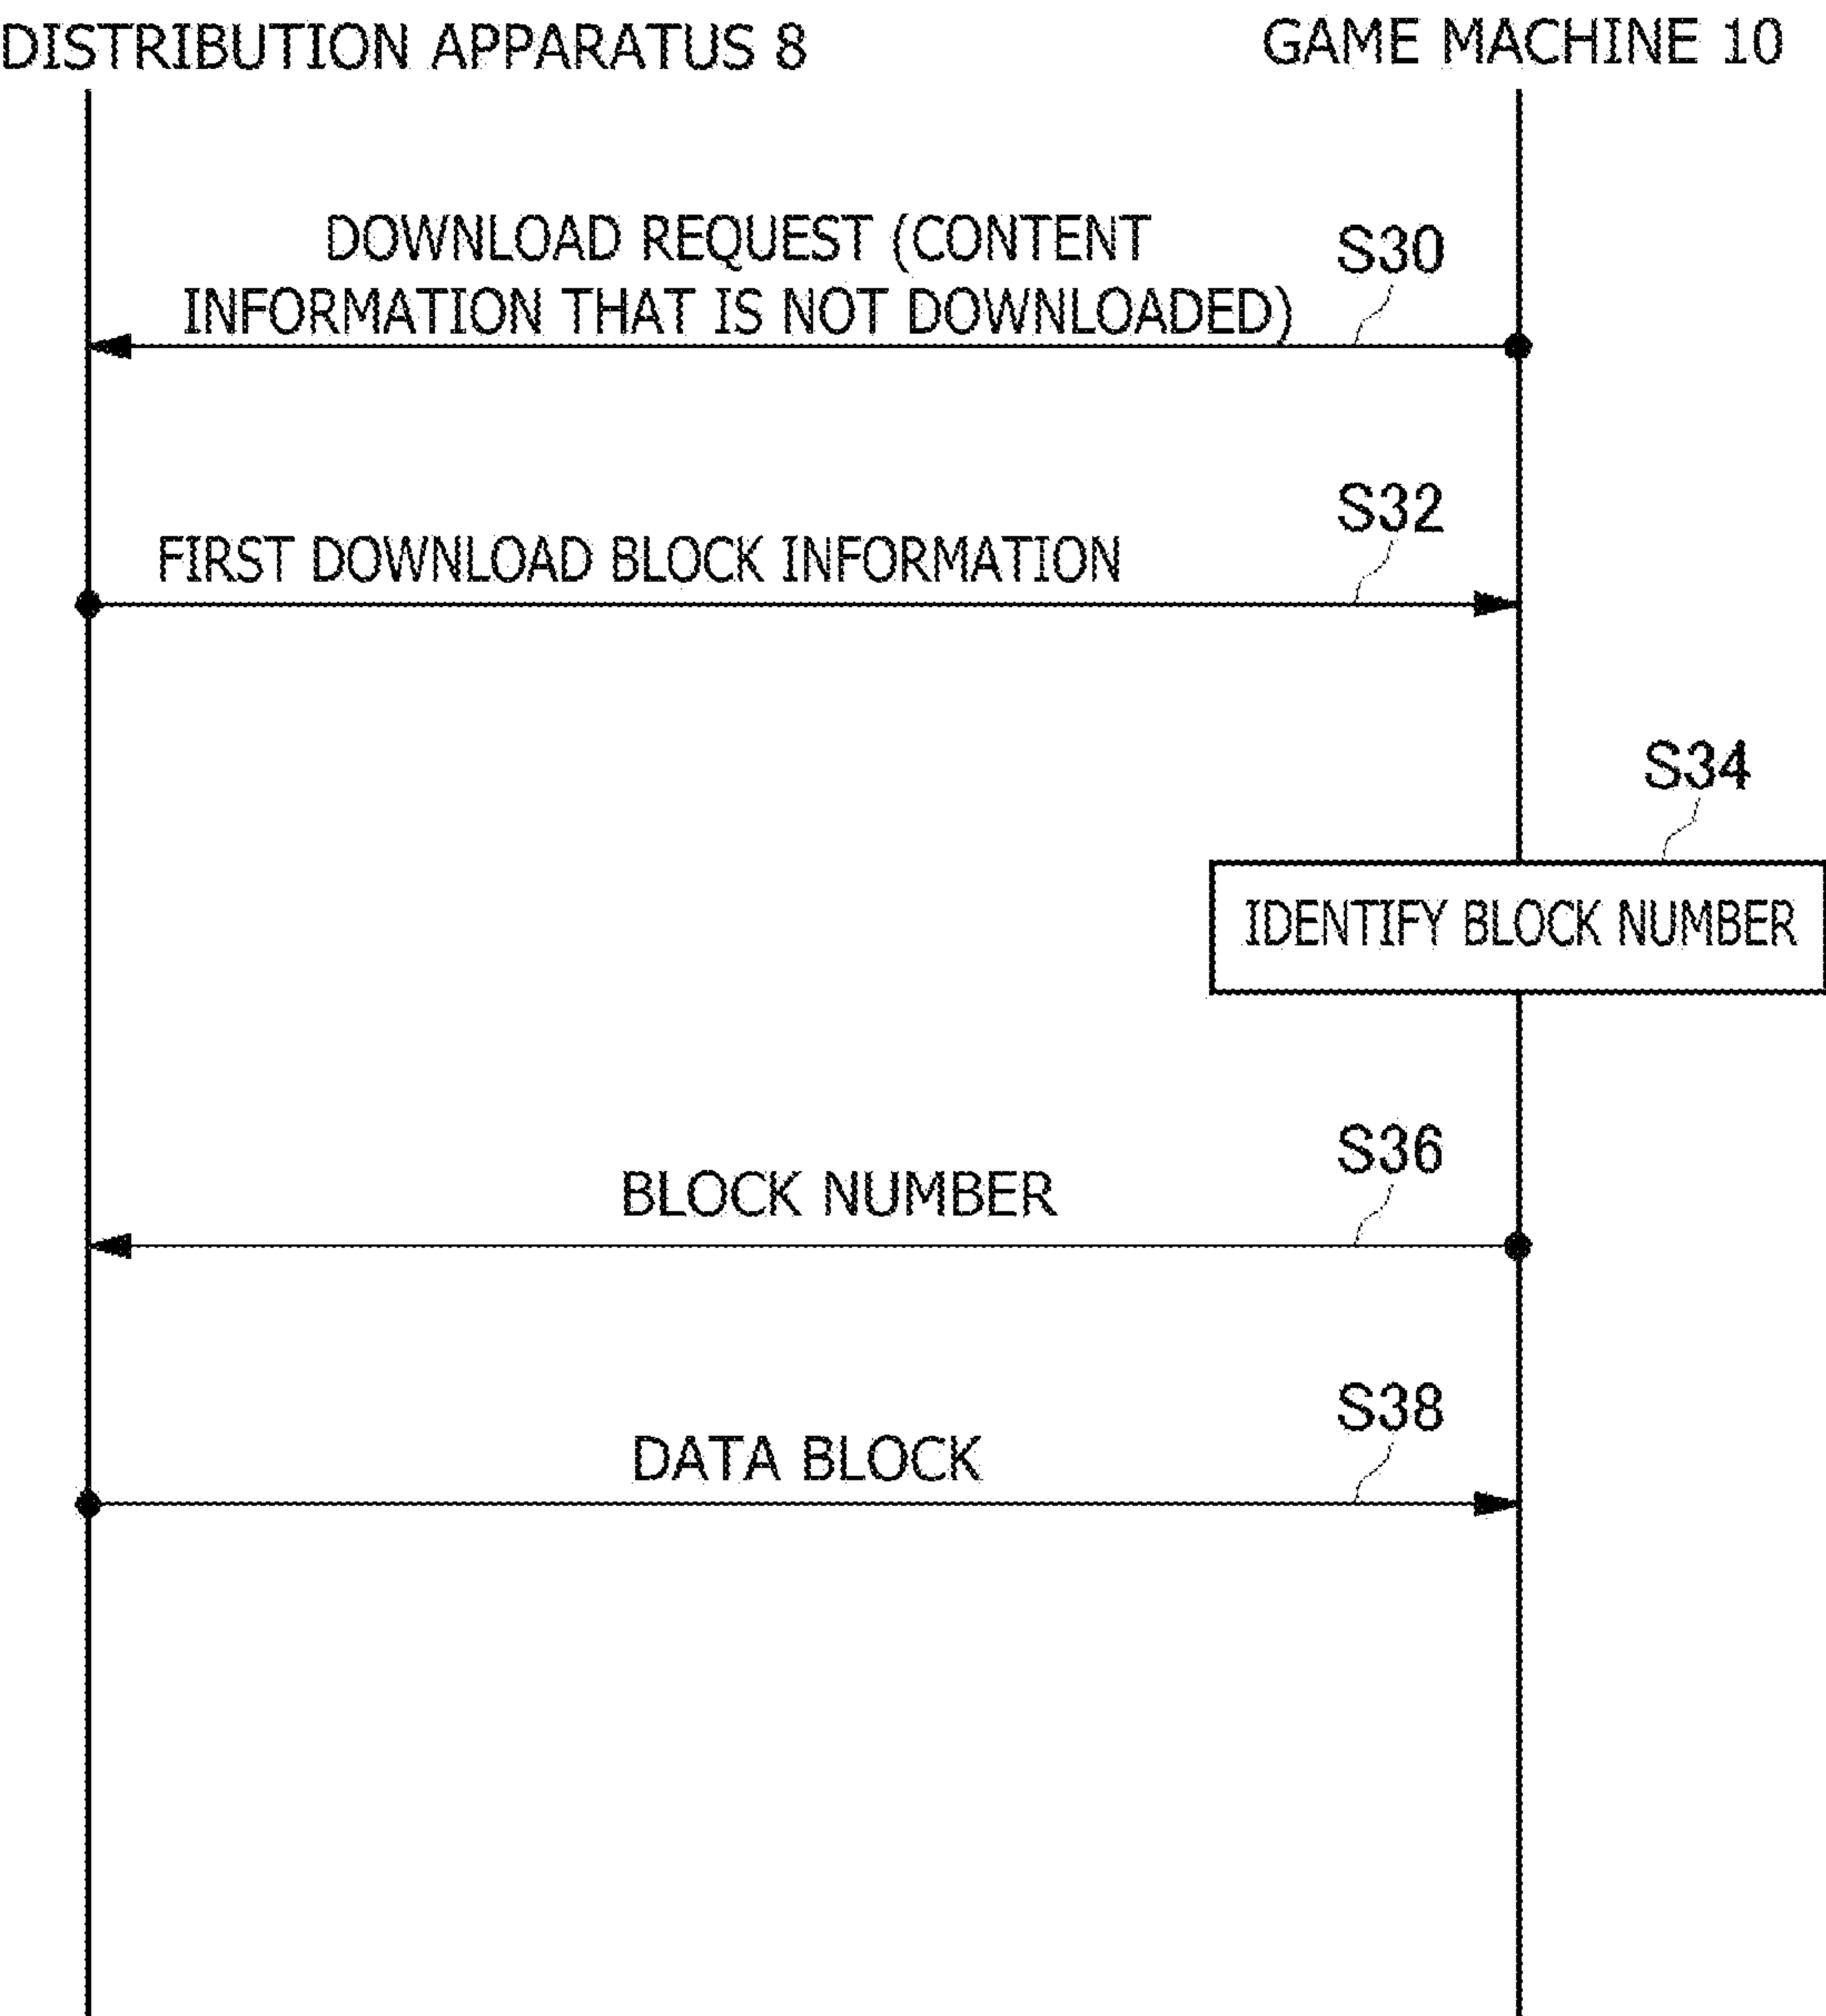 DISTRIBUTION APPARATUS 8
GAME MACHINE 10
DOWNLOAD REQUEST (CONTENT
INFORMATION THAT IS NOT DOWNLOADED)
S30
S32
FIRST DOWNLOAD BLOCK INFORMATION
S34
IDENTIFY BLOCK NUMBER
S36
BLOCK NUMBER
S38
DATA BLOCK